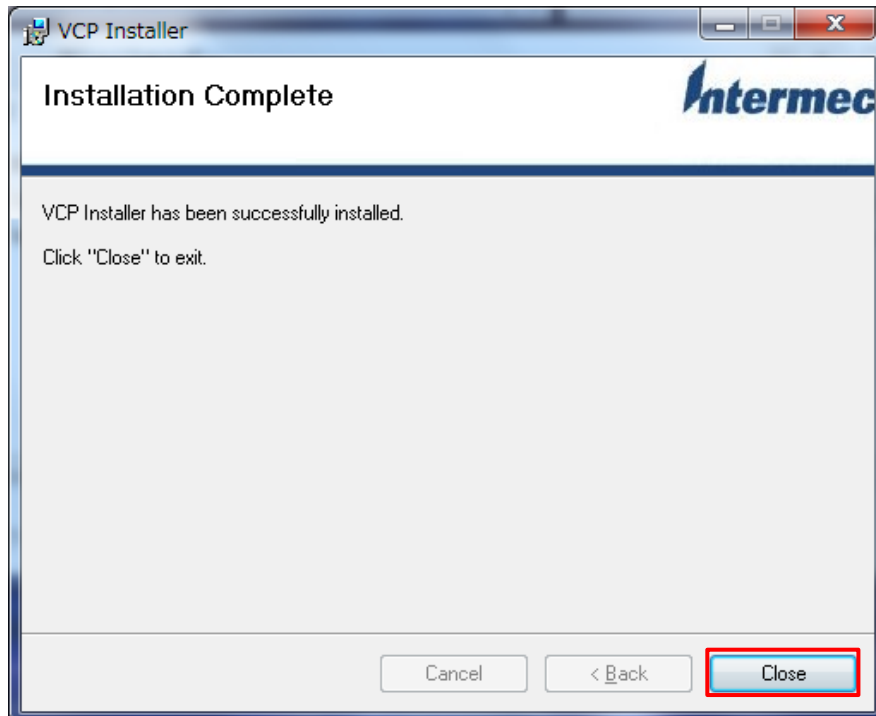 VCP Installer
Installation Complete
Intermec
VCP Installer has been successfully installed.
Click "Close" to exit.
Cancel
< Back
Close